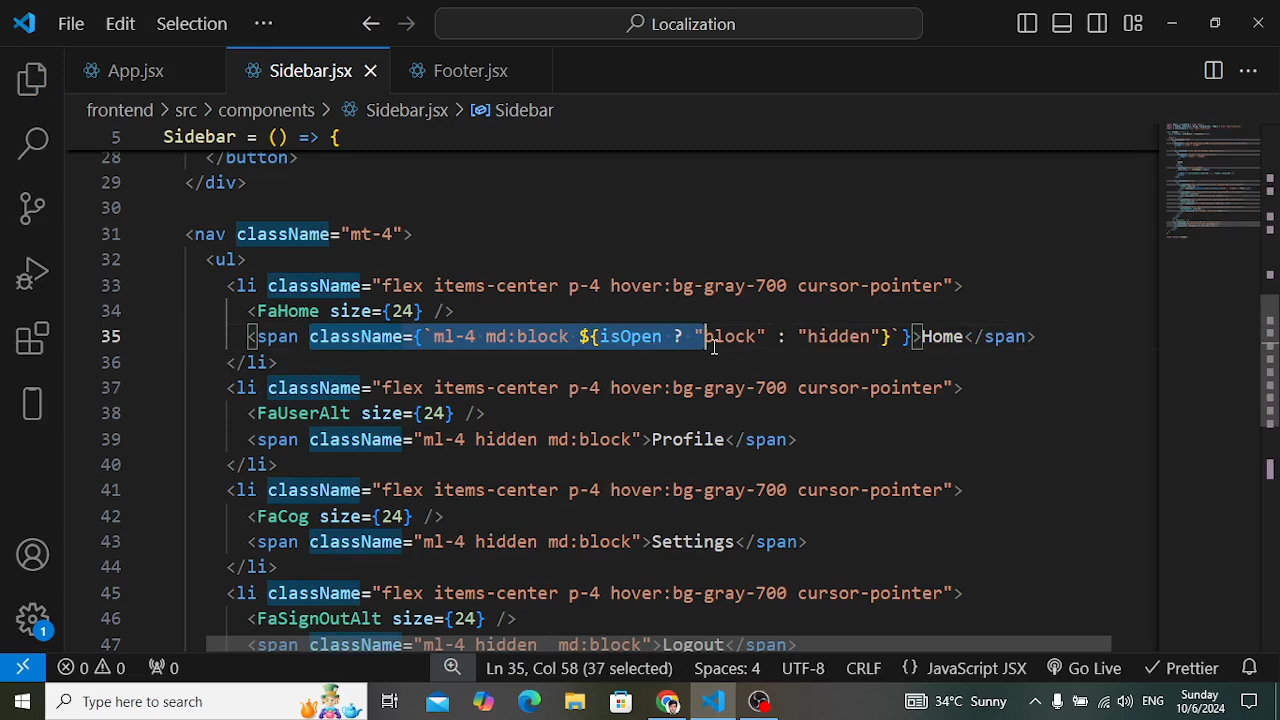 File Edit Selection ··· Localization
App.jsx Sidebar.jsx Footer.jsx
frontend > src > components > Sidebar.jsx > Sidebar
5 Sidebar = () => {
28 </button>
29 </div>
30
31 <nav className="mt-4">
32 <ul>
33 <li className="flex items-center p-4 hover:bg-gray-700 cursor-pointer">
34 <FaHome size={24} />
35 <span className={`ml-4 md:block ${isOpen ? "block" : "hidden"}`}>Home</span>
36 </li>
37 <li className="flex items-center p-4 hover:bg-gray-700 cursor-pointer">
38 <FaUserAlt size={24} />
39 <span className="ml-4 hidden md:block">Profile</span>
40 </li>
41 <li className="flex items-center p-4 hover:bg-gray-700 cursor-pointer">
42 <FaCog size={24} />
43 <span className="ml-4 hidden md:block">Settings</span>
44 </li>
45 <li className="flex items-center p-4 hover:bg-gray-700 cursor-pointer">
46 <FaSignOutAlt size={24} />
47 <span className="ml-4 hidden  md:block">Logout</span>
1
0 0 0 Ln 35, Col 58 (37 selected) Spaces: 4 UTF-8 CRLF {} JavaScript JSX Go Live Prettier
Type here to search 34°C Sunny ENG Sunday
10/6/2024